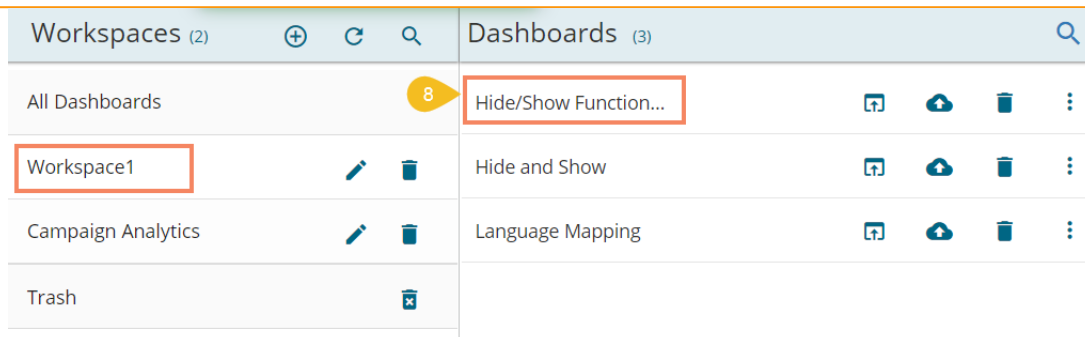 Workspaces (2)
Dashboards (3)
All Dashboards
8
Hide/Show Function...
Workspace1
Hide and Show
Campaign Analytics
Language Mapping
Trash